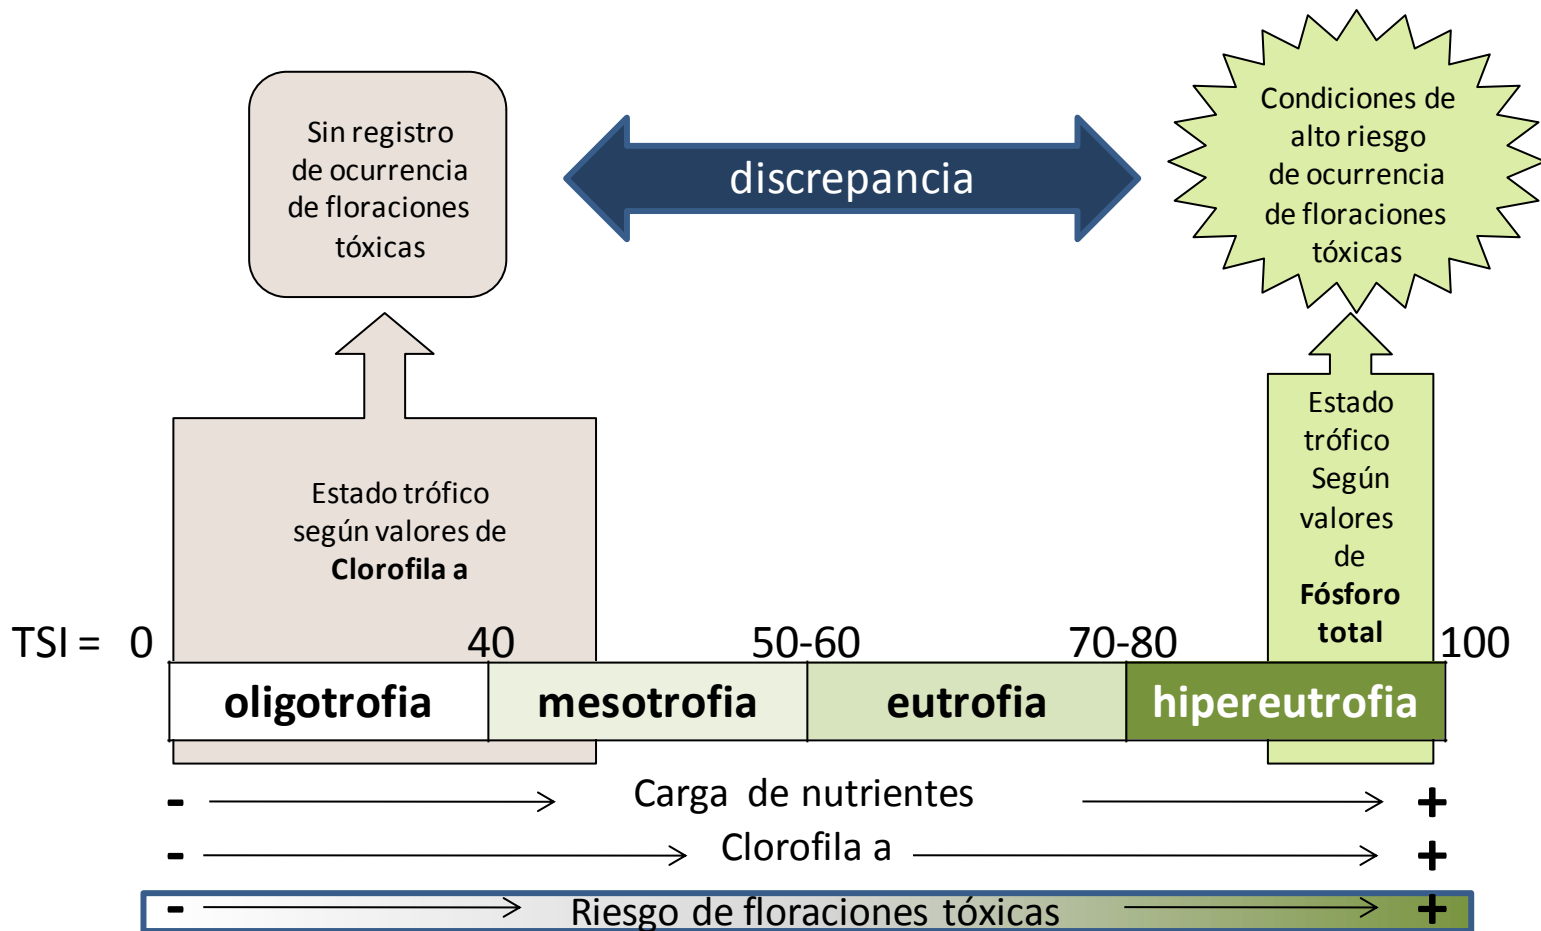 Sin registro
de ocurrencia
de floraciones
tóxicas
discrepancia
Condiciones de
alto riesgo
de ocurrencia
de floraciones
tóxicas
Estado trófico
según valores de
Clorofila a
Estado
trófico
Según
valores
de
Fósforo
total
TSI = 0 40 50-60 70-80 100
oligotrofia mesotrofia eutrofia hipereutrofia
- Carga de nutrientes +
- Clorofila a +
- Riesgo de floraciones tóxicas +